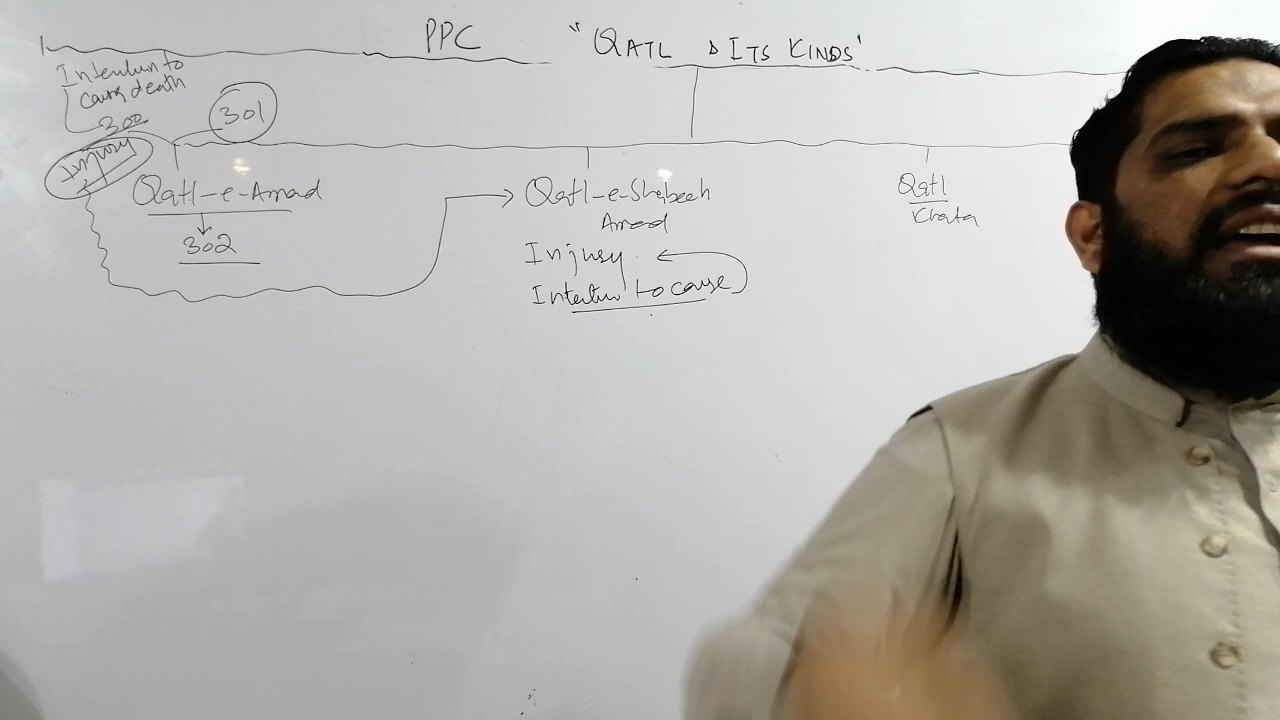 PPC "QATL & ITS KINDS"
Intention to
cause death
300
301
Injury
Qatl-e-Amad
302
Qatl-e-Shabeeh
Amad
Injury
Intention to cause
Qatl
Khata